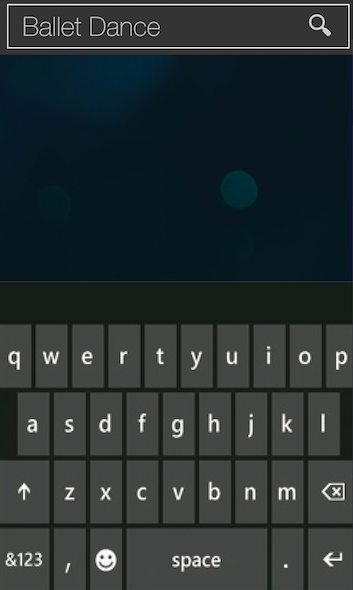 Ballet Dance
q w e r t y u i o p
a s d f g h j k l
z x c v b n m
&123 , space .